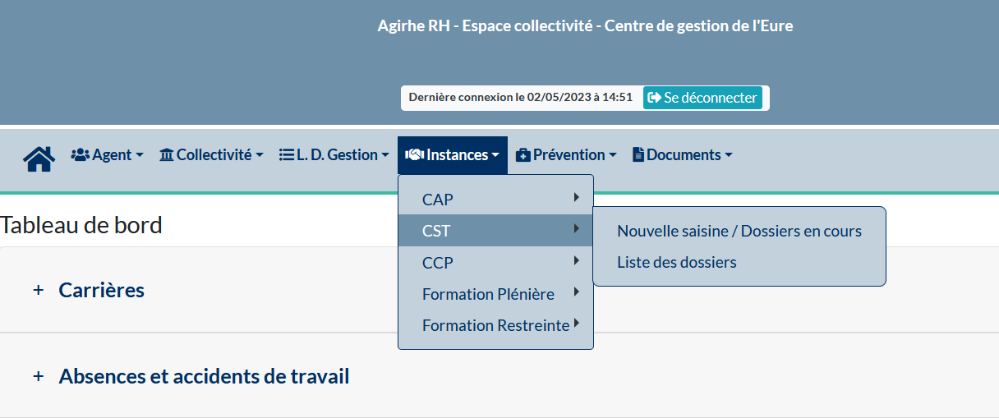 Agirhe RH - Espace collectivité - Centre de gestion de l'Eure
Dernière connexion le 02/05/2023 à 14:51 Se déconnecter
Agent Collectivité L. D. Gestion Instances Prévention Documents
CAP
CST
CCP
Formation Plénière
Formation Restreinte
Nouvelle saisine / Dossiers en cours
Liste des dossiers
Tableau de bord
+ Carrières
+ Absences et accidents de travail